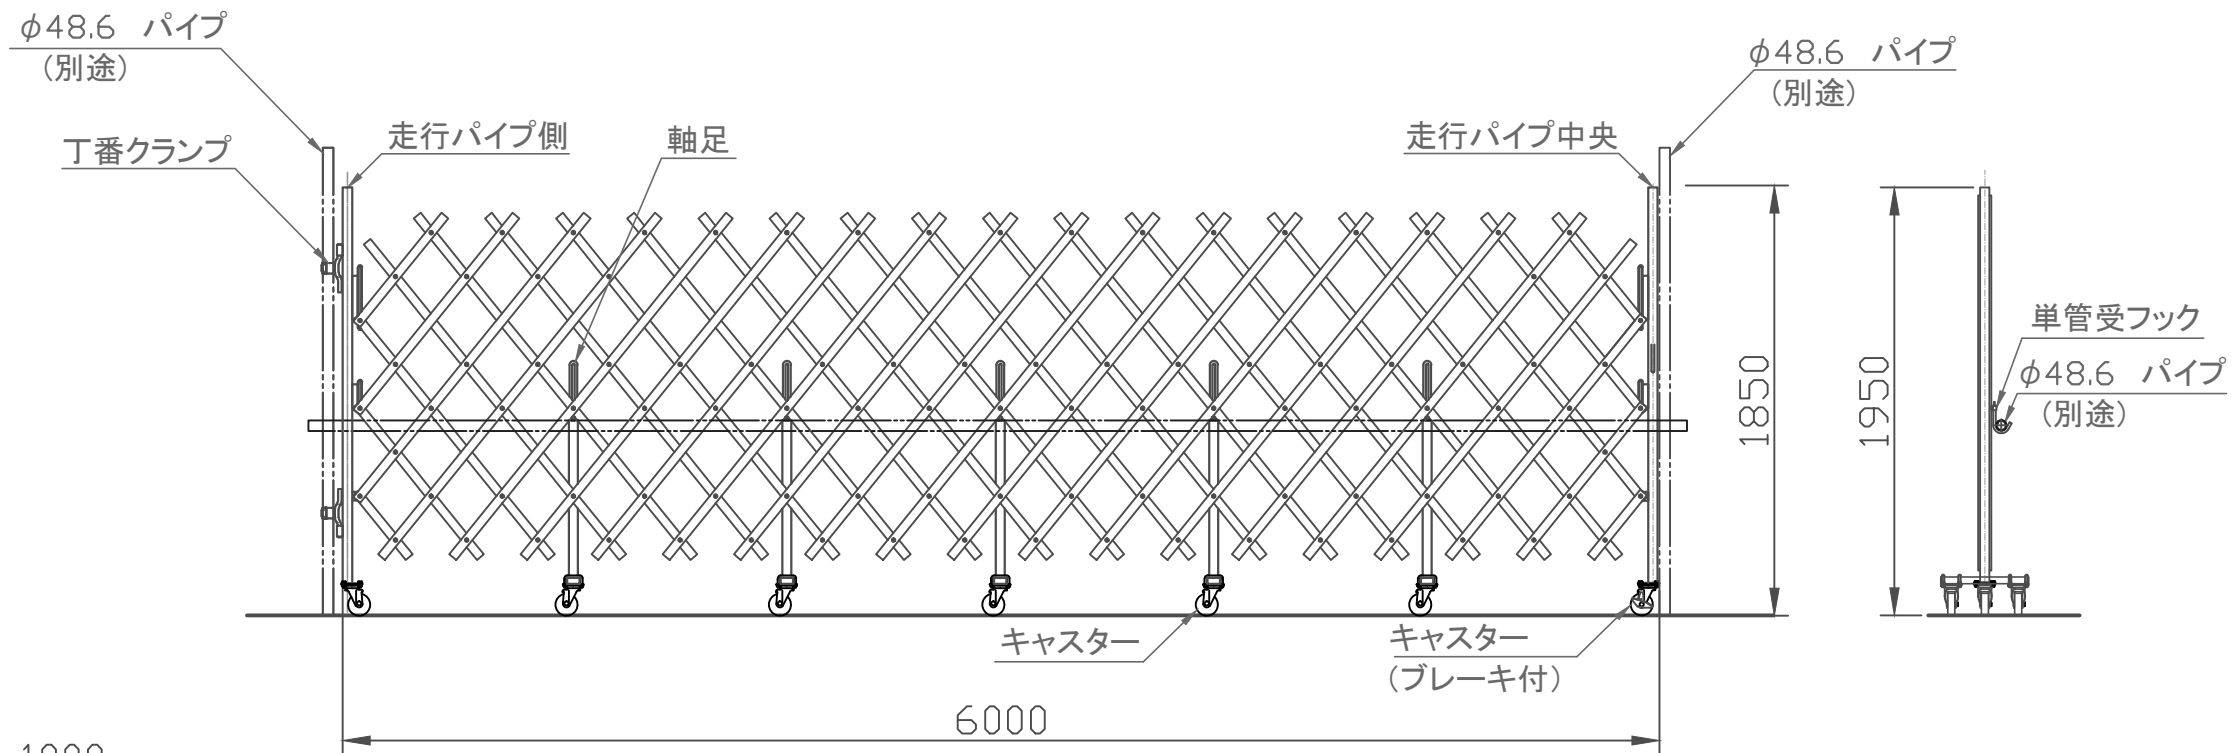 φ48.6 パイプ
(別途)
丁番クランプ
走行パイプ側
軸足
走行パイプ中央
φ48.6 パイプ
(別途)
単管受フック
φ48.6 パイプ
(別途)
1850
1950
キャスター
キャスター
(ブレーキ付)
6000